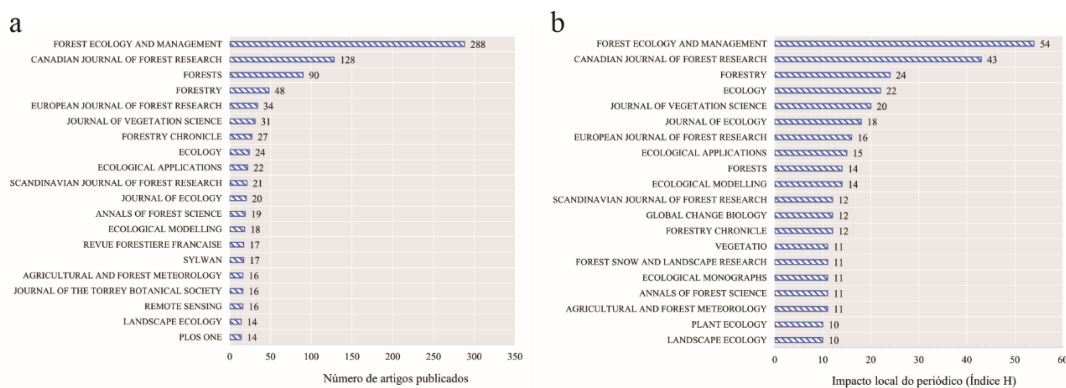 a
FOREST ECOLOGY AND MANAGEMENT 288
CANADIAN JOURNAL OF FOREST RESEARCH 128
FORESTS 90
FORESTRY 48
EUROPEAN JOURNAL OF FOREST RESEARCH 34
JOURNAL OF VEGETATION SCIENCE 31
FORESTRY CHRONICLE 27
ECOLOGY 24
ECOLOGICAL APPLICATIONS 22
SCANDINAVIAN JOURNAL OF FOREST RESEARCH 21
JOURNAL OF ECOLOGY 20
ANNALS OF FOREST SCIENCE 19
ECOLOGICAL MODELLING 18
REVUE FORESTIERE FRANCAISE 17
SYLWAN 17
AGRICULTURAL AND FOREST METEOROLOGY 16
JOURNAL OF THE TORREY BOTANICAL SOCIETY 16
REMOTE SENSING 16
LANDSCAPE ECOLOGY 14
PLOS ONE 14
0 50 100 150 200 250 300 350
Número de artigos publicados
b
FOREST ECOLOGY AND MANAGEMENT 54
CANADIAN JOURNAL OF FOREST RESEARCH 43
FORESTRY 24
ECOLOGY 22
JOURNAL OF VEGETATION SCIENCE 20
JOURNAL OF ECOLOGY 18
EUROPEAN JOURNAL OF FOREST RESEARCH 16
ECOLOGICAL APPLICATIONS 15
FORESTS 14
ECOLOGICAL MODELLING 14
SCANDINAVIAN JOURNAL OF FOREST RESEARCH 12
GLOBAL CHANGE BIOLOGY 12
FORESTRY CHRONICLE 12
VEGETATIO 11
FOREST SNOW AND LANDSCAPE RESEARCH 11
ECOLOGICAL MONOGRAPHS 11
ANNALS OF FOREST SCIENCE 11
AGRICULTURAL AND FOREST METEOROLOGY 11
PLANT ECOLOGY 10
LANDSCAPE ECOLOGY 10
0 10 20 30 40 50 60
Impacto local do periódico (Índice H)